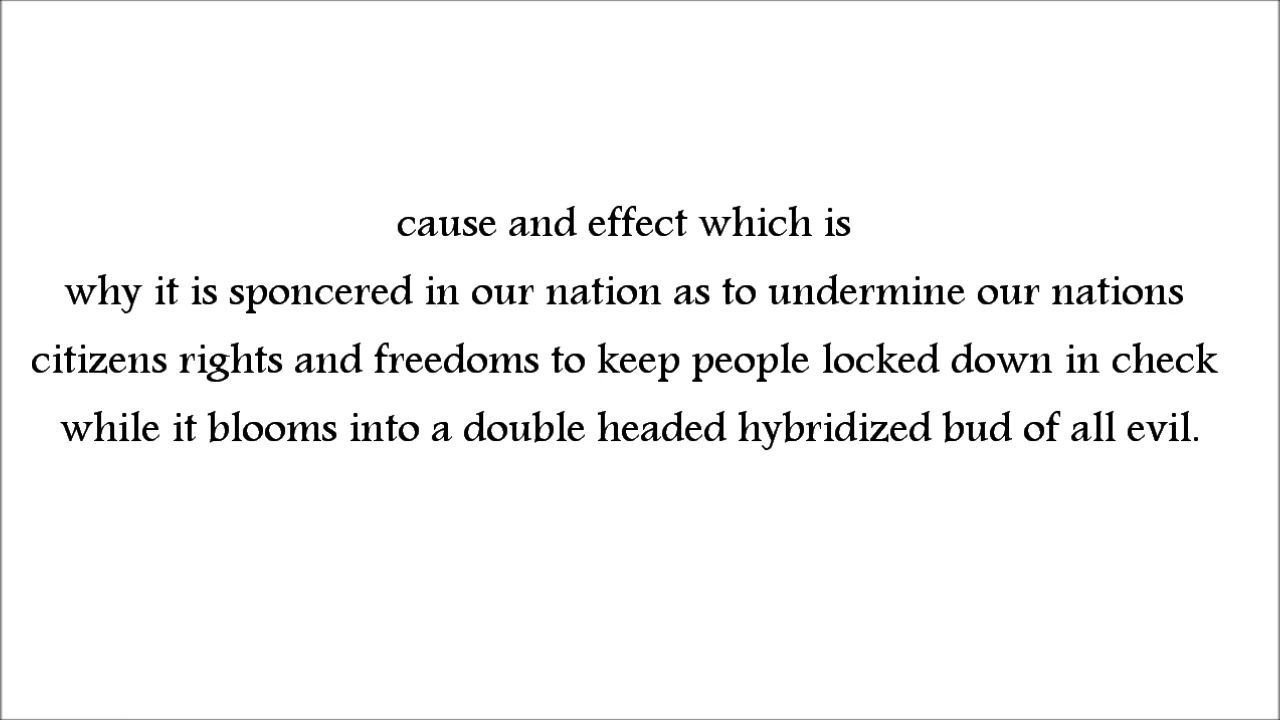 cause and effect which is
why it is sponcered in our nation as to undermine our nations
citizens rights and freedoms to keep people locked down in check
while it blooms into a double headed hybridized bud of all evil.